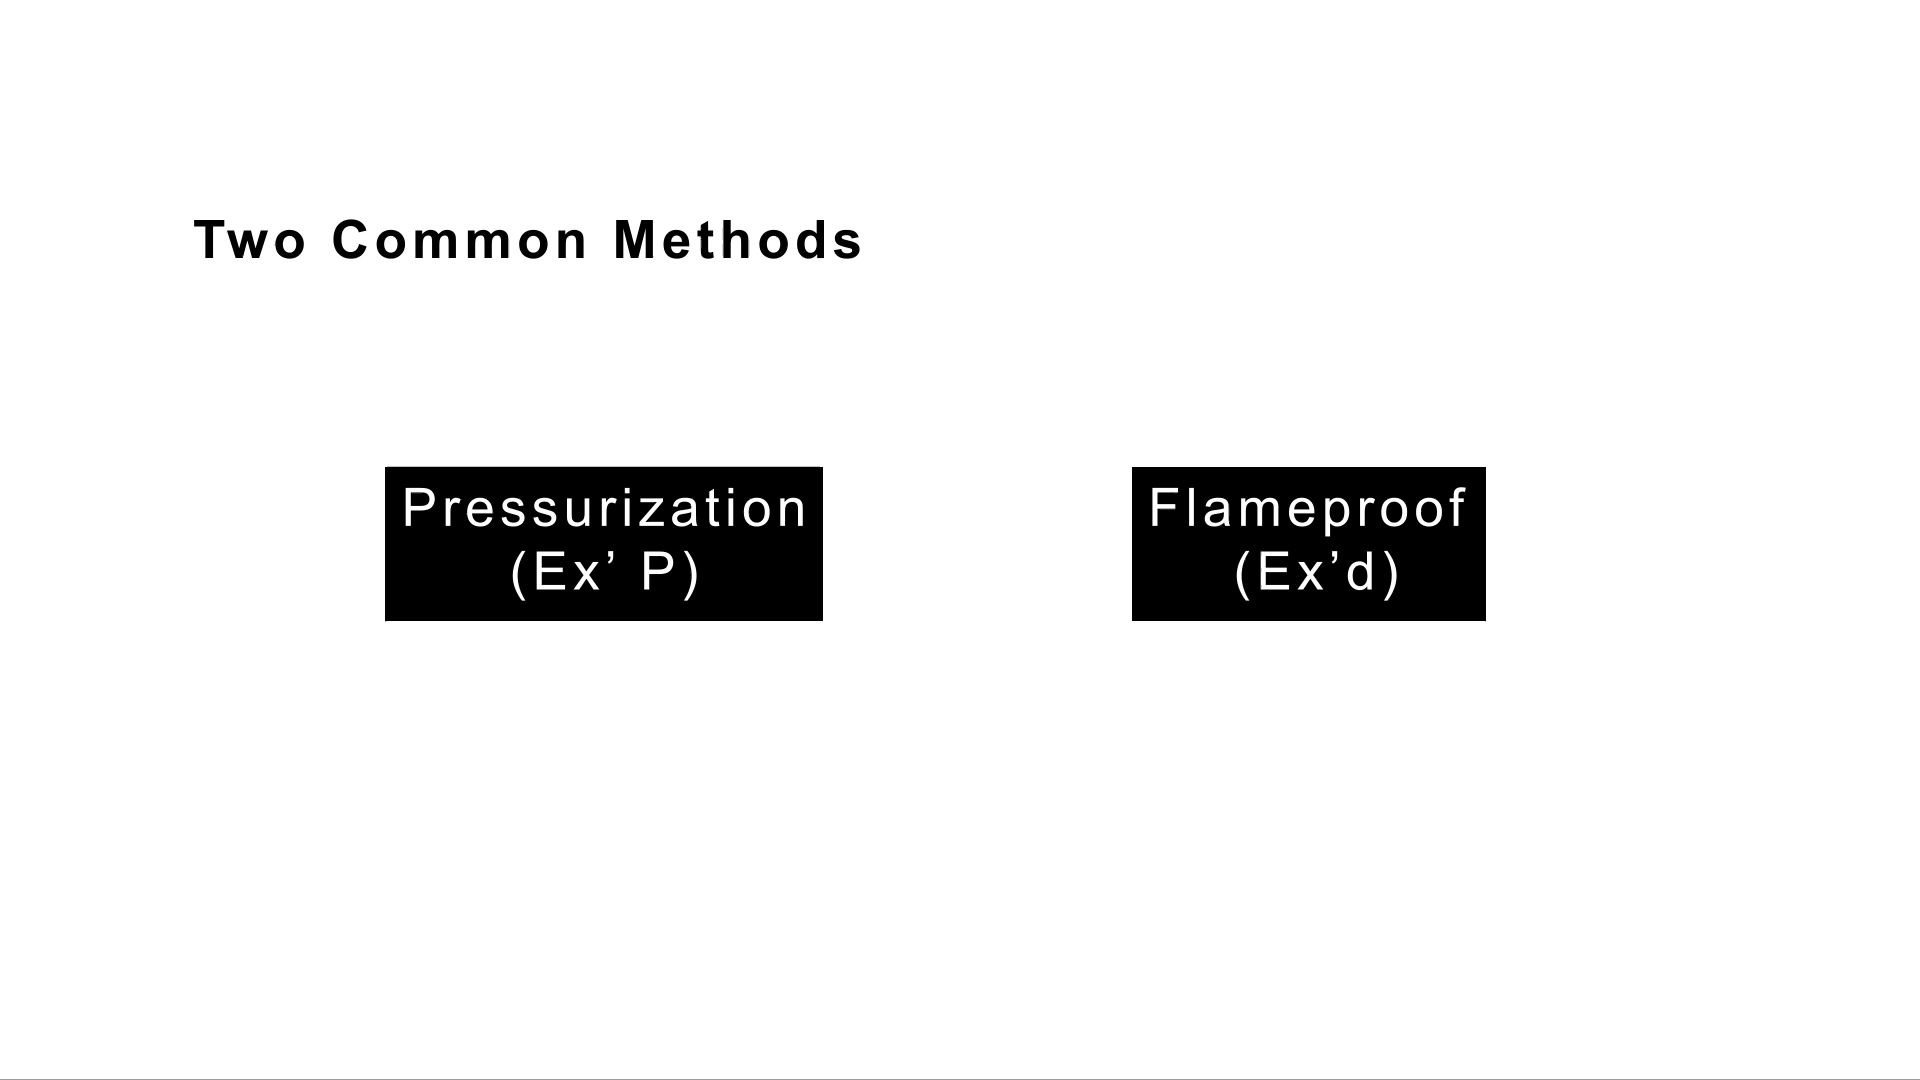 Two Common Methods
Pressurization
(Ex’ P)
Flameproof
(Ex’d)